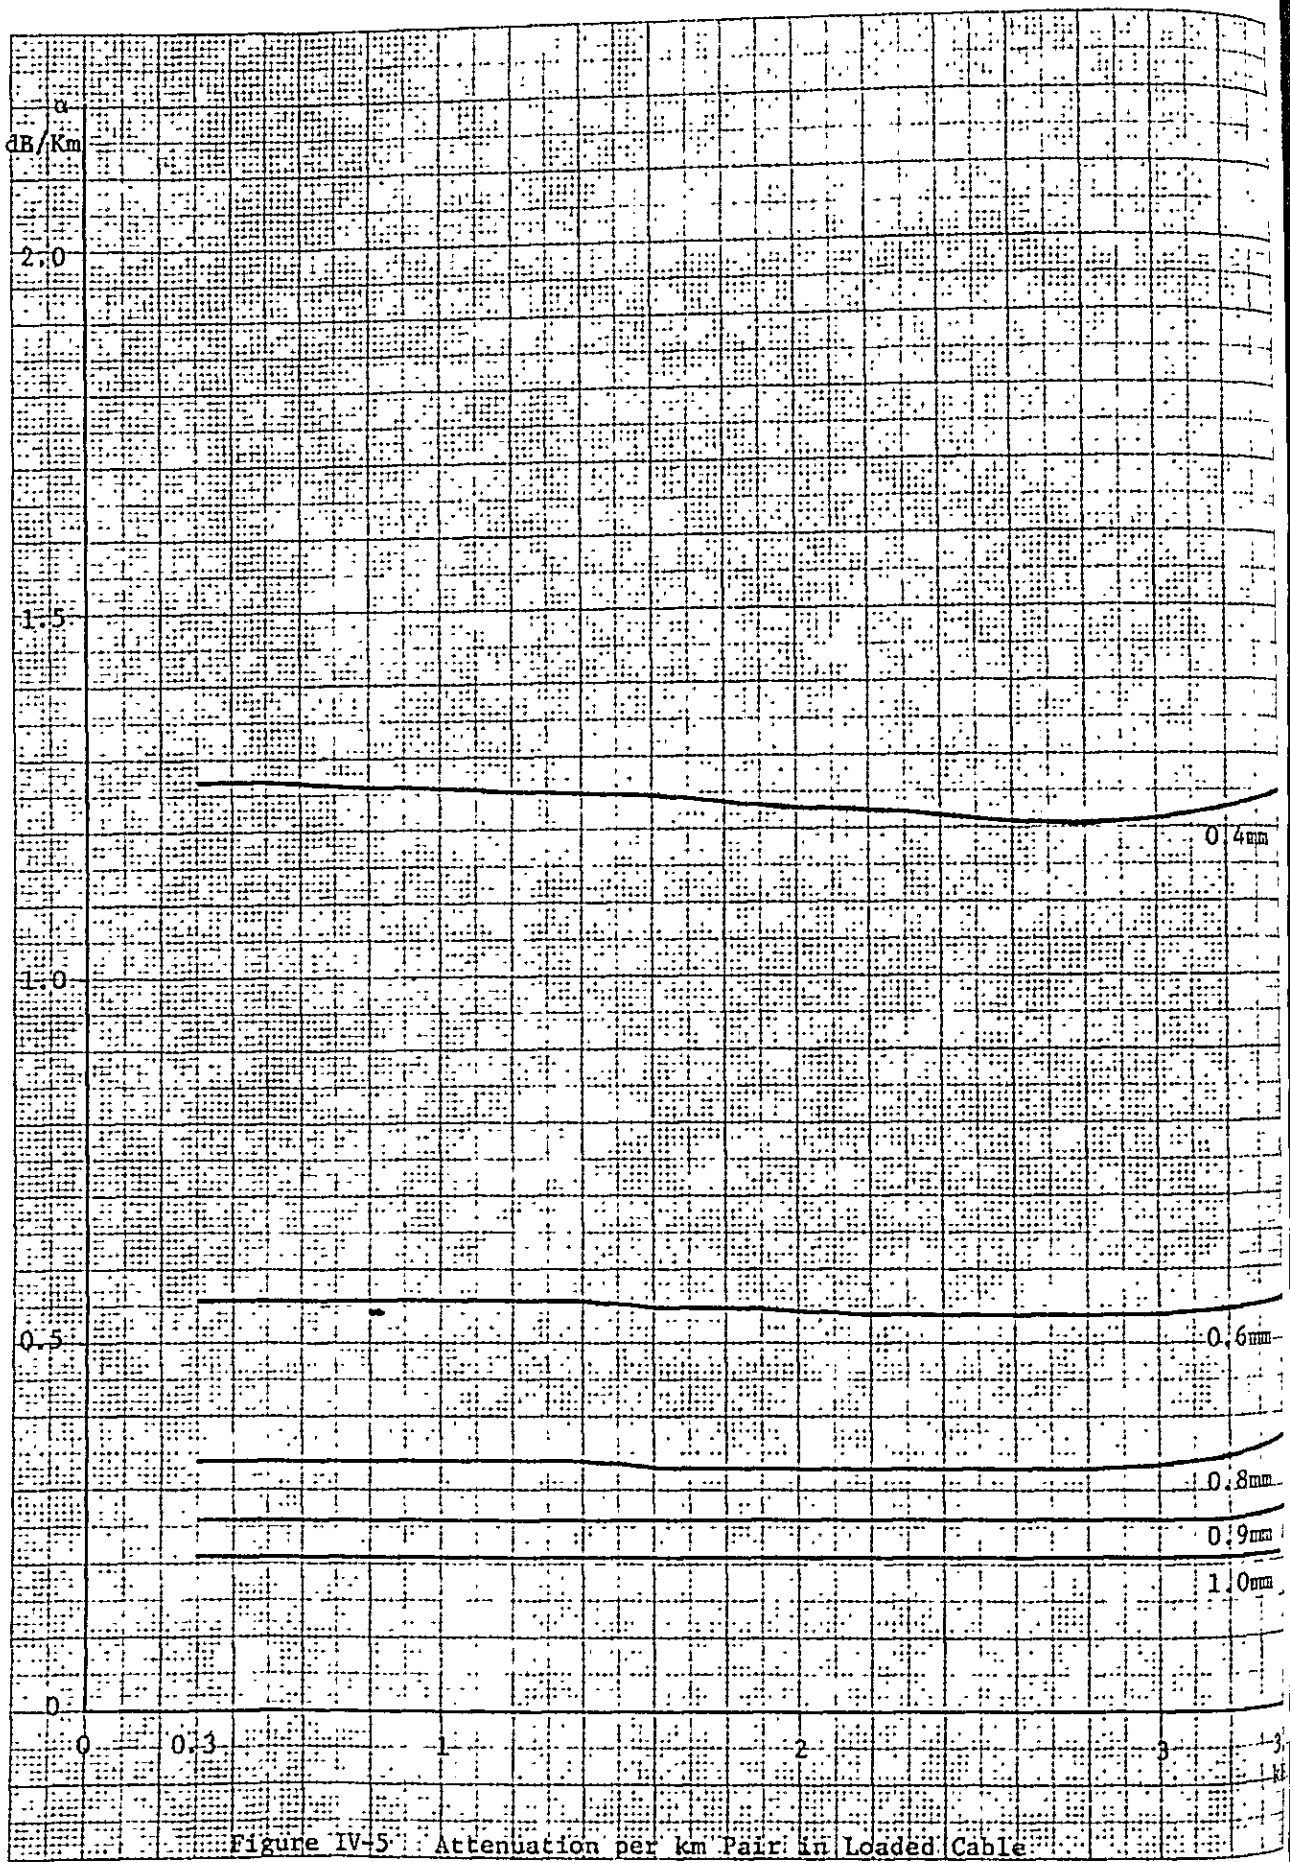 α
dB/Km
2.0
1.5
1.0
0.5
0
0.4mm
0.6mm
0.8mm
0.9mm
1.0mm
0 0.3 1 2 3
Figure IV-5 Attenuation per km Pair in Loaded Cable